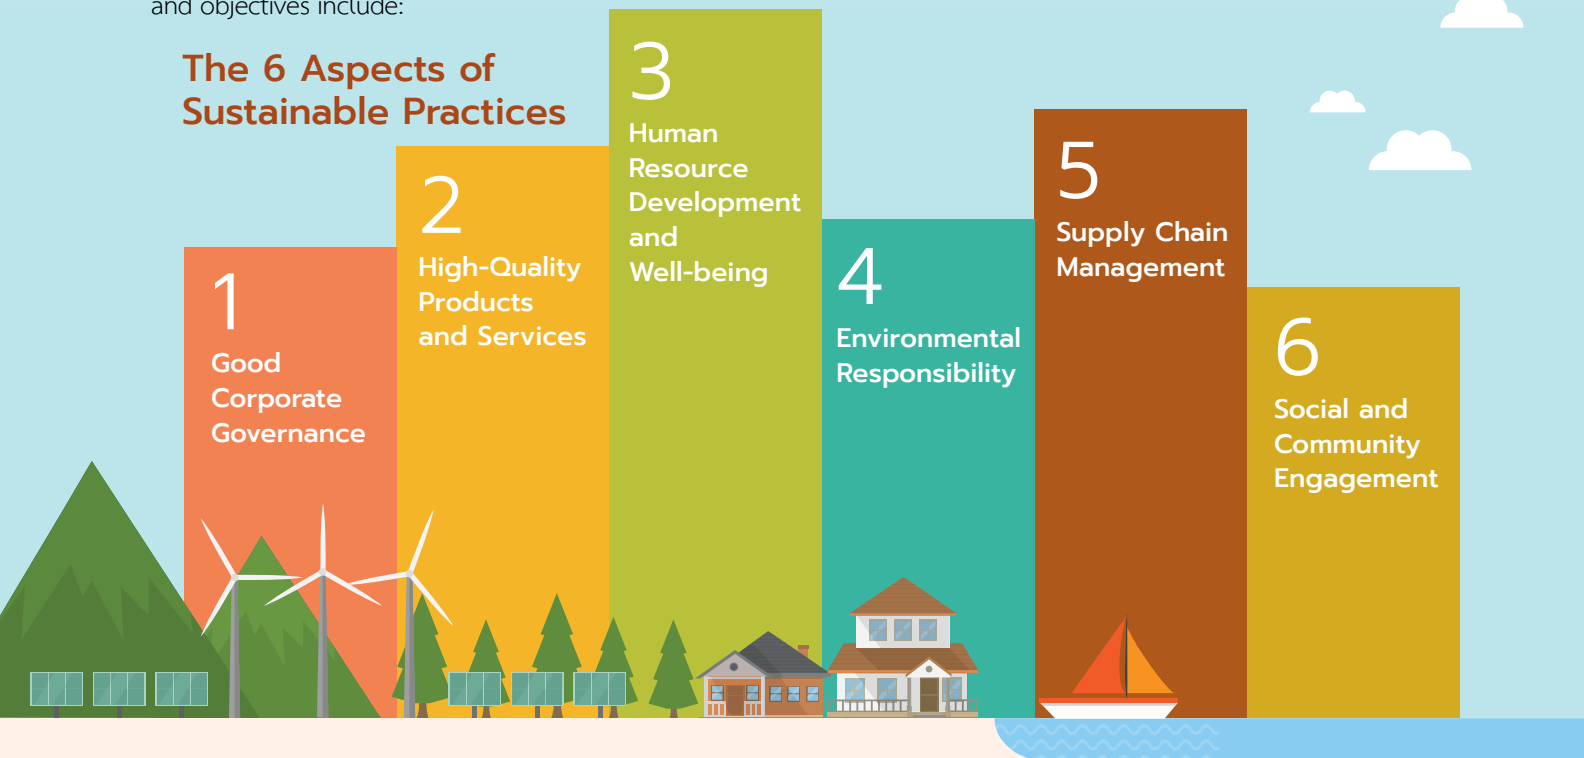 and objectives include:
The 6 Aspects of
Sustainable Practices
1
Good
Corporate
Governance
2
High-Quality
Products
and Services
3
Human
Resource
Development
and
Well-being
4
Environmental
Responsibility
5
Supply Chain
Management
6
Social and
Community
Engagement